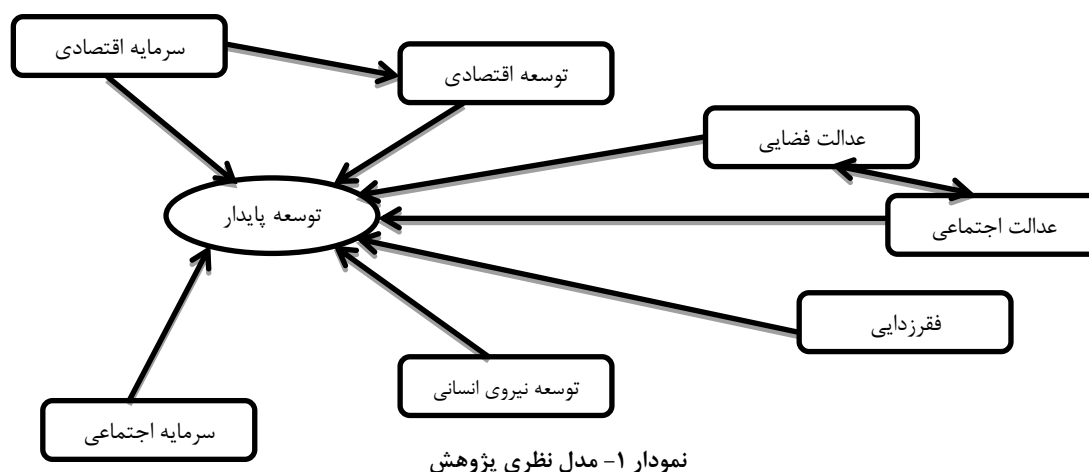 سرمایه اقتصادی
توسعه اقتصادی
عدالت فضایی
توسعه پایدار
عدالت اجتماعی
فقرزدایی
توسعه نیروی انسانی
سرمایه اجتماعی
نمودار ۱- مدل نظری پژوهش